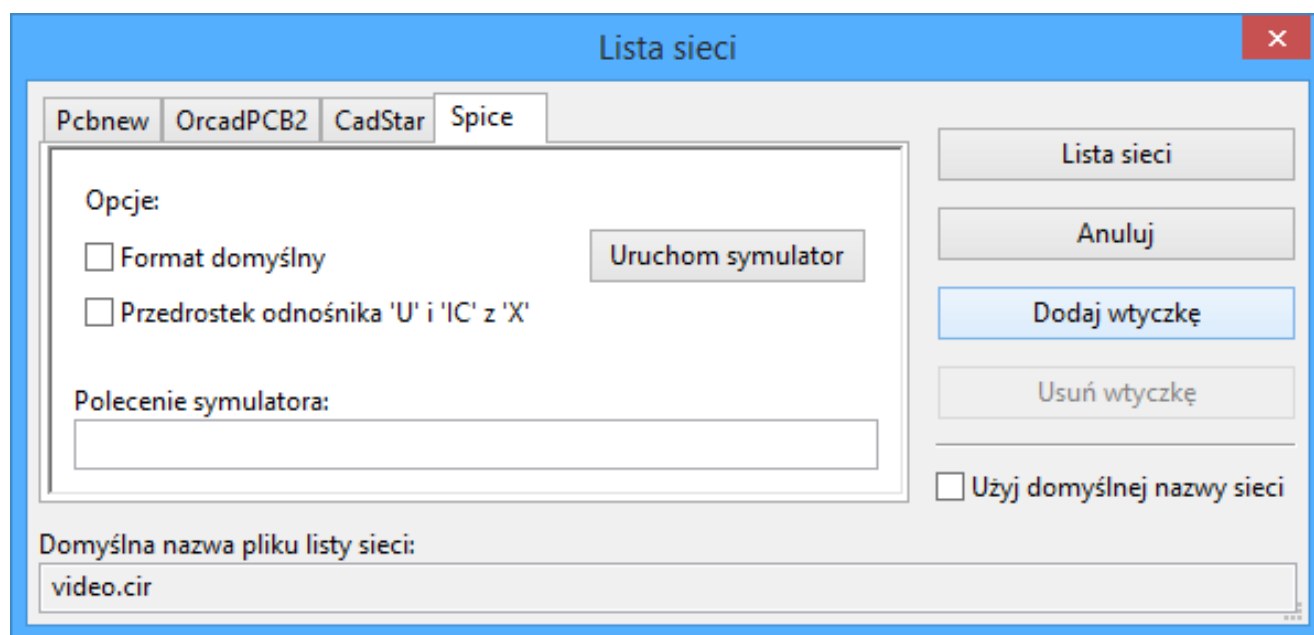 Lista sieci
Pcbnew OrcadPCB2 CadStar Spice
Opcje:
Format domyślny
Przedrostek odnośnika 'U' i 'IC' z 'X'
Uruchom symulator
Polecenie symulatora:
Lista sieci
Anuluj
Dodaj wtyczkę
Usuń wtyczkę
Użyj domyślnej nazwy sieci
Domyślna nazwa pliku listy sieci:
video.cir